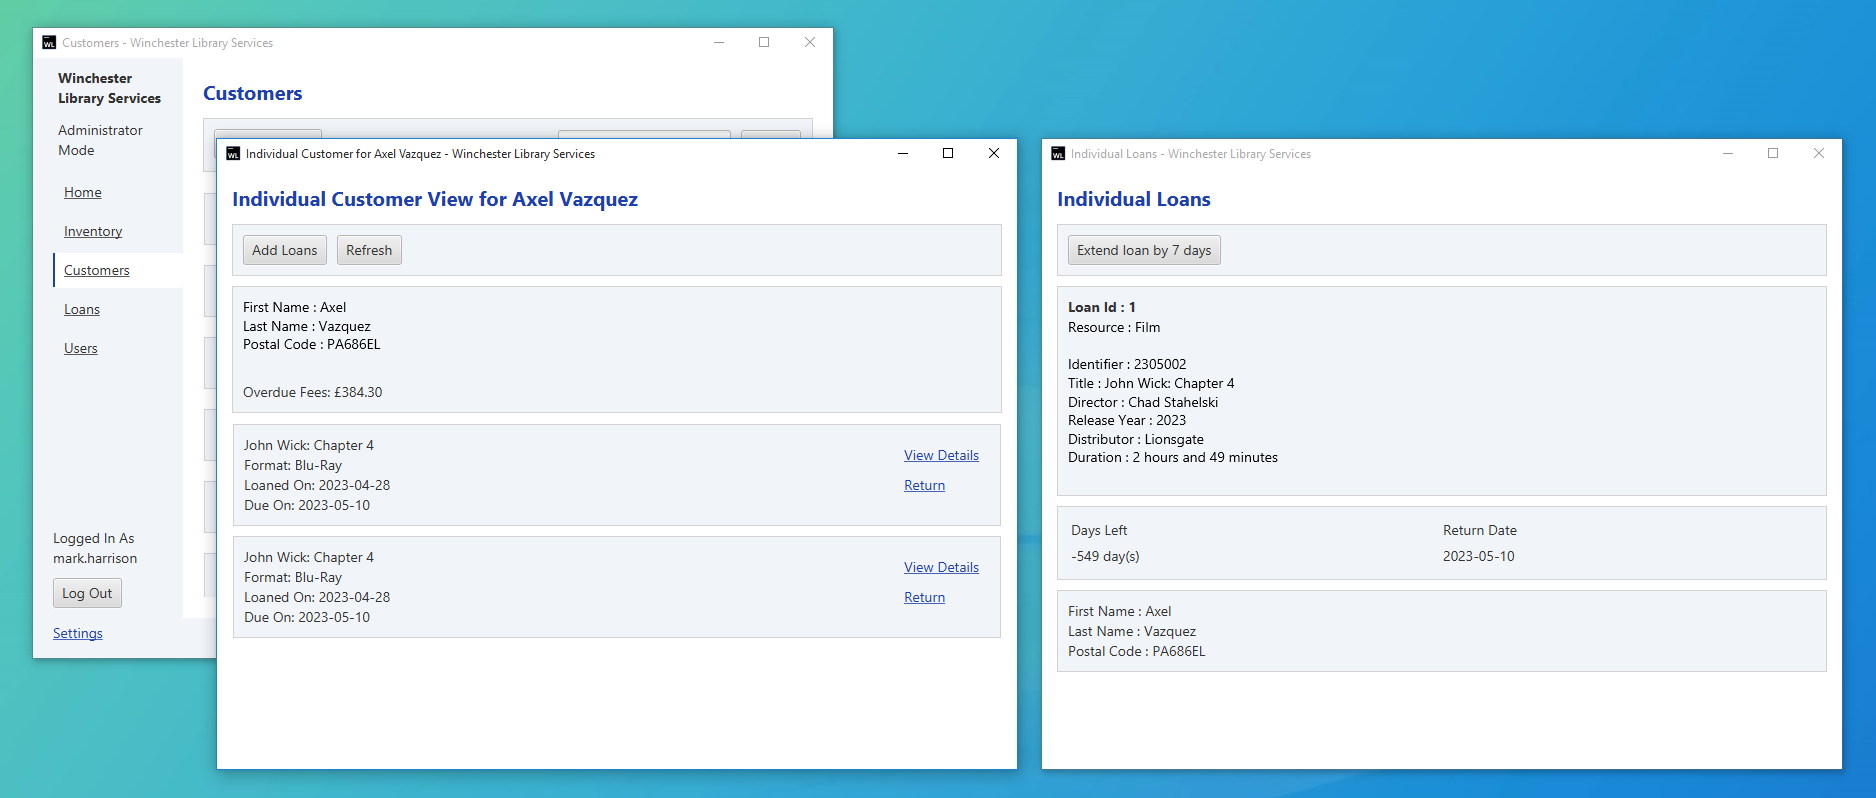 Customers - Winchester Library Services
Winchester
Library Services
Administrator
Mode
Home
Inventory
Customers
Loans
Users
Logged In As
mark.harrison
Log Out
Settings
Customers
Individual Customer for Axel Vazquez - Winchester Library Services
Individual Customer View for Axel Vazquez
Add Loans
Refresh
First Name : Axel
Last Name : Vazquez
Postal Code : PA686EL
Overdue Fees: £384.30
John Wick: Chapter 4
Format: Blu-Ray
Loaned On: 2023-04-28
Due On: 2023-05-10
View Details
Return
John Wick: Chapter 4
Format: Blu-Ray
Loaned On: 2023-04-28
Due On: 2023-05-10
View Details
Return
Individual Loans - Winchester Library Services
Individual Loans
Extend loan by 7 days
Loan Id : 1
Resource : Film
Identifier : 2305002
Title : John Wick: Chapter 4
Director : Chad Stahelski
Release Year : 2023
Distributor : Lionsgate
Duration : 2 hours and 49 minutes
Days Left
-549 day(s)
Return Date
2023-05-10
First Name : Axel
Last Name : Vazquez
Postal Code : PA686EL